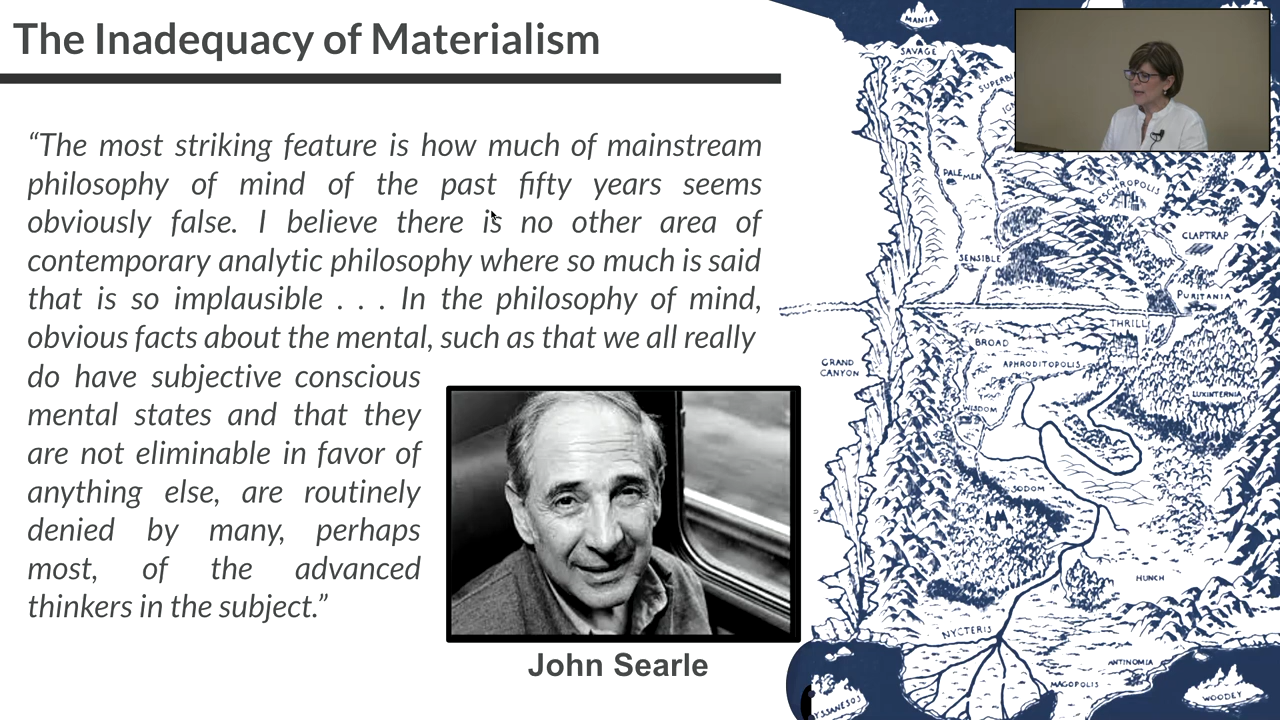 The Inadequacy of Materialism
“The most striking feature is how much of mainstream
philosophy of mind of the past fifty years seems
obviously false. I believe there is no other area of
contemporary analytic philosophy where so much is said
that is so implausible . . . In the philosophy of mind,
obvious facts about the mental, such as that we all really
do have subjective conscious
mental states and that they
are not eliminable in favor of
anything else, are routinely
denied by many, perhaps
most, of the advanced
thinkers in the subject.”
John Searle
MANIA
SAVAGE
PALEMEN
ESCHROPOLIS
CLAPTRAP
SENSIBLE
PURITANIA
THRILL
BROAD
GRAND
CANYON
APHRODITOPOLIS
LUXINTERNIA
WISDOM
SODOM
HUNCH
NYCTERIS
ANTINOMIA
MAGOPOLIS
WOODEY